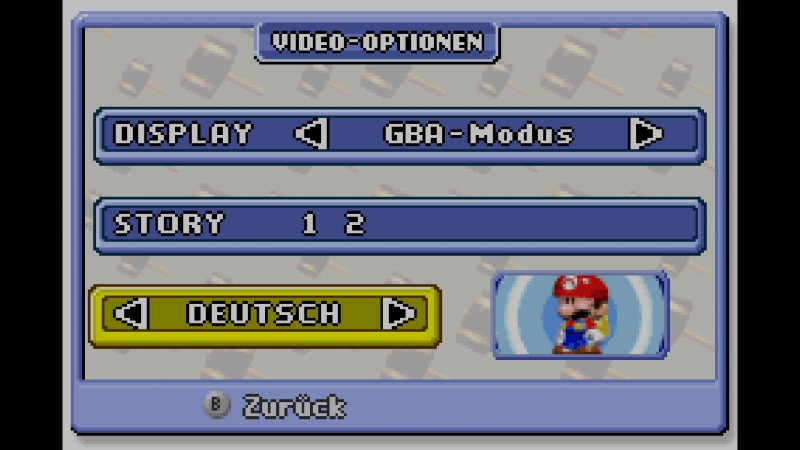 VIDEO-OPTIONEN
DISPLAY GBA-Modus
STORY 1 2
DEUTSCH
B Zurück